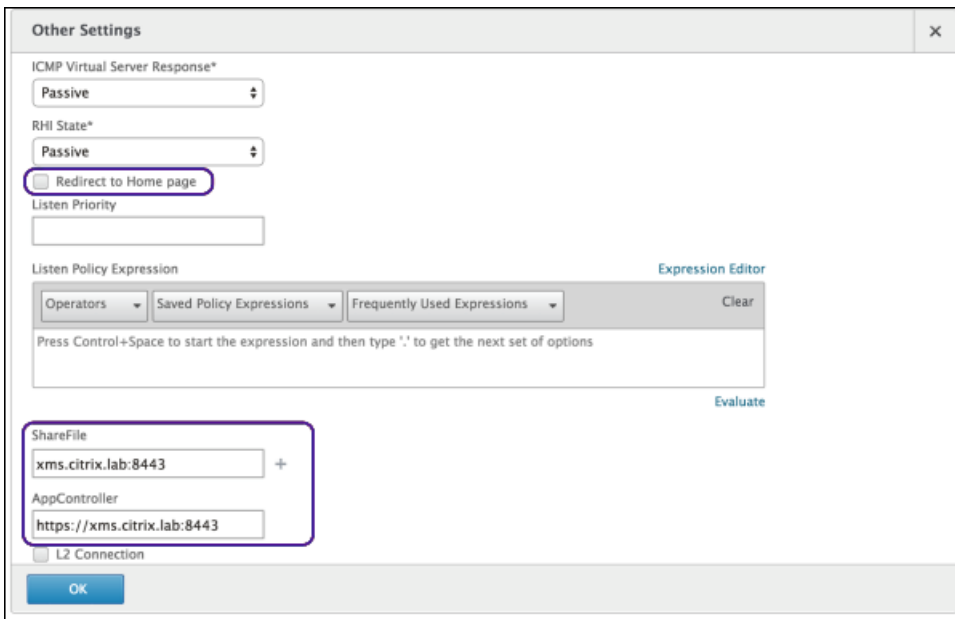 Other Settings
ICMP Virtual Server Response*
Passive
RHI State*
Passive
Redirect to Home page
Listen Priority
Listen Policy Expression
Expression Editor
Operators Saved Policy Expressions Frequently Used Expressions Clear
Press Control+Space to start the expression and then type '.' to get the next set of options
Evaluate
ShareFile
xms.citrix.lab:8443
AppController
https://xms.citrix.lab:8443
L2 Connection
OK